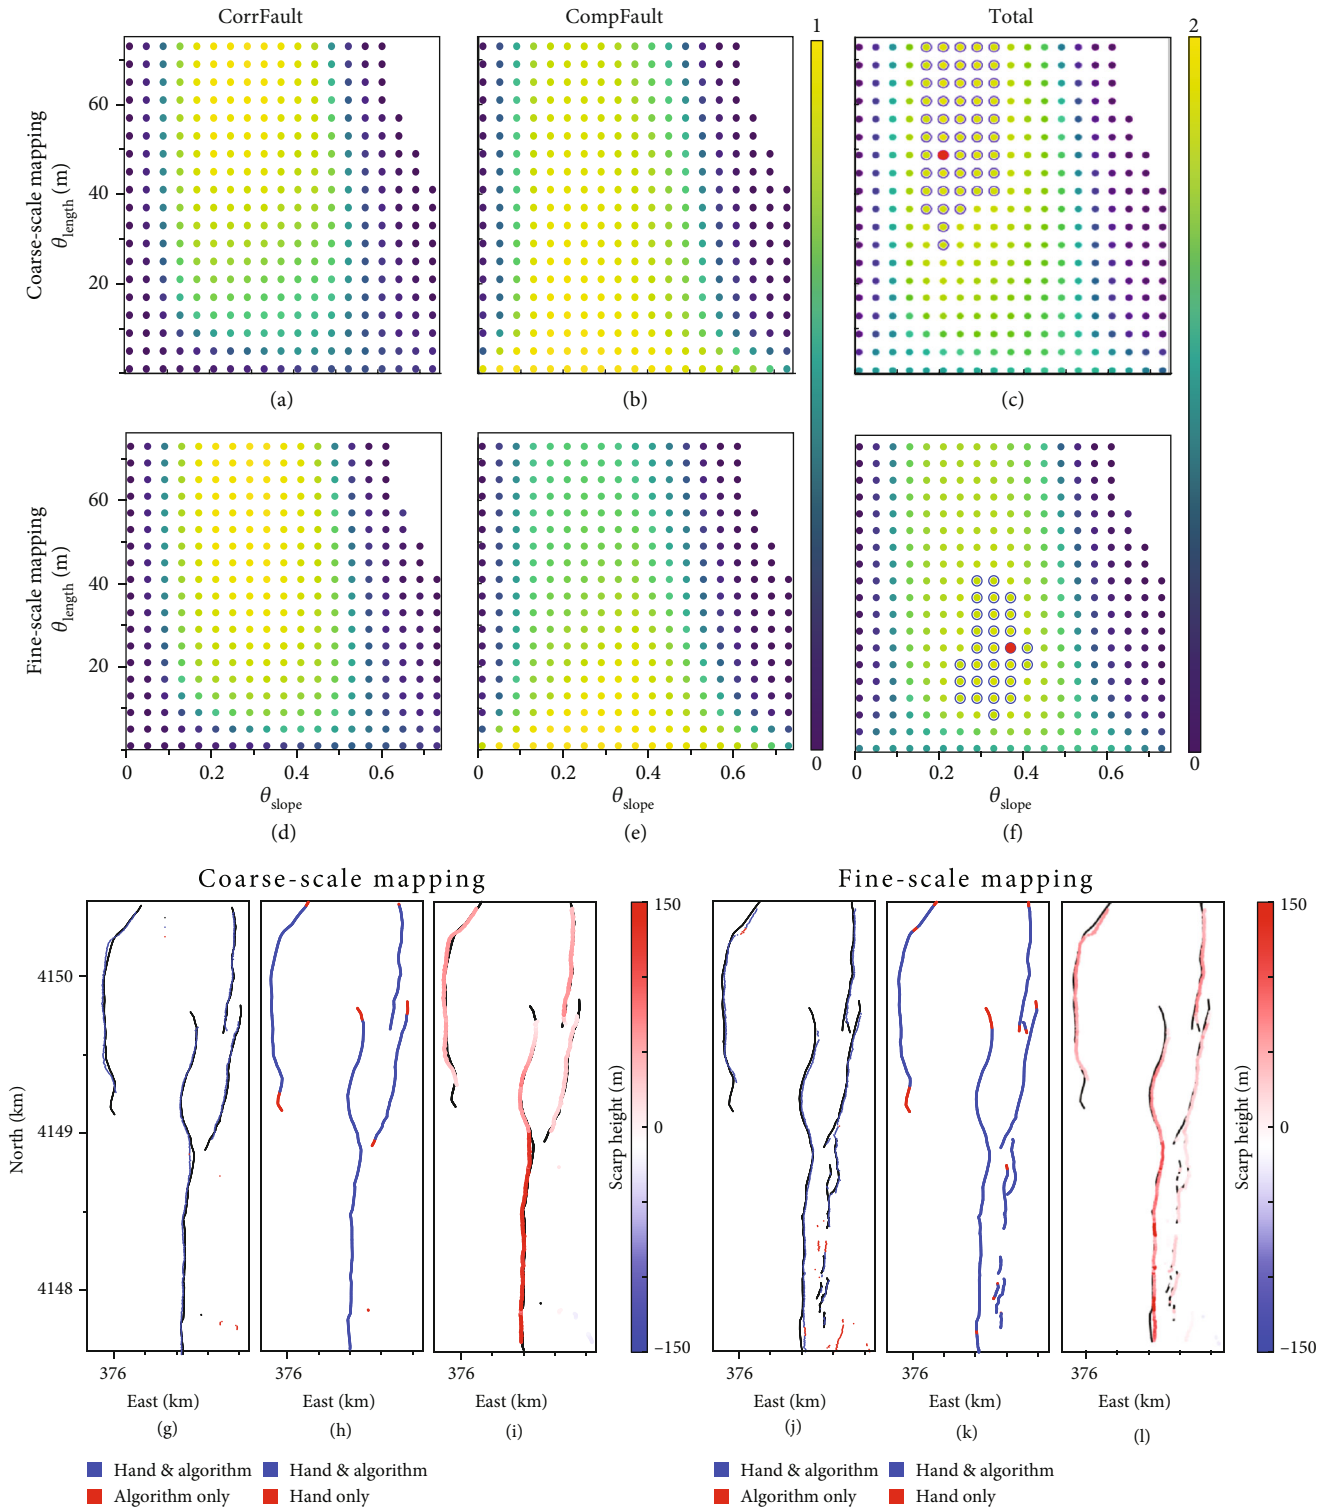 CorrFault
CompFault
Total
1
2
Coarse-scale mapping
θlength (m)
60
40
20
(a)
(b)
(c)
Fine-scale mapping
θlength (m)
60
40
20
0
0
0 0.2 0.4 0.6
0 0.2 0.4 0.6
0 0.2 0.4 0.6
θslope
θslope
θslope
(d)
(e)
(f)
Coarse-scale mapping
Fine-scale mapping
North (km)
4150
4149
4148
150
0
–150
Scarp height (m)
150
0
–150
Scarp height (m)
376
376
376
376
376
376
East (km)
East (km)
East (km)
East (km)
East (km)
East (km)
(g)
(h)
(i)
(j)
(k)
(l)
Hand & algorithm
Hand & algorithm
Hand & algorithm
Hand & algorithm
Algorithm only
Hand only
Algorithm only
Hand only